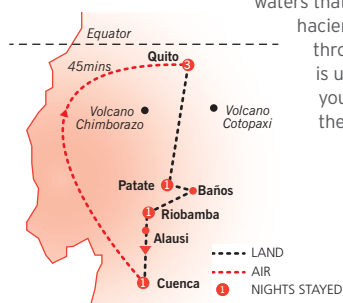 waters that
hacien
thro
is u
you
the
Equator
45mins
Quito
3
Volcano
Chimborazo
Volcano
Cotopaxi
Patate
1
Baños
1
Riobamba
Alausi
1
Cuenca
LAND
AIR
1 NIGHTS STAYED